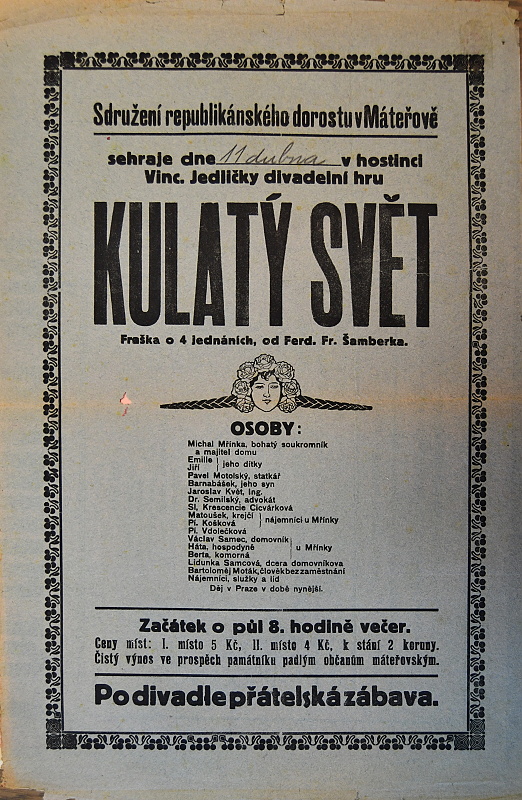 Sdružení republikánského dorostu v Máteřově
sehraje dne 11 dubna v hostinci
Vinc. Jedličky divadelní hru
KULATÝ SVĚT
Fraška o 4 jednáních, od Ferd. Fr. Šamberka.
OSOBY:
Michal Mřínka, bohatý soukromník
a majitel domu
Emilie
Jiří } jeho dítky
Pavel Motolský, statkář
Barnabášek, jeho syn
Jaroslav Květ, ing.
Dr. Semilský, advokát
Sl. Krescencie Cicvárková
Matoušek, krejčí
Pí. Košková } nájemníci u Mřínky
Pí. Vdolečková
Václav Samec, domovník
Háta, hospodyně } u Mřínky
Berta, komorná
Lidunka Samcová, dcera domovníkova
Bartoloměj Moták, člověk bez zaměstnání
Nájemníci, služky a lid
Děj v Praze v době nynější.
Začátek o půl 8. hodině večer.
Ceny míst: I. místo 5 Kč, II. místo 4 Kč, k stání 2 koruny.
Čistý výnos ve prospěch památníku padlým občanům máteřovským.
Po divadle přátelská zábava.